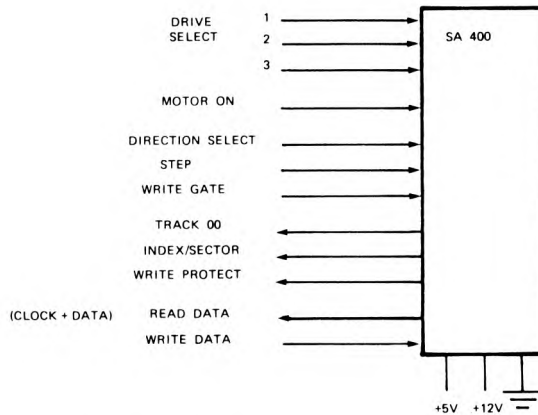 DRIVE
SELECT
1
2
3
SA 400
MOTOR ON
DIRECTION SELECT
STEP
WRITE GATE
TRACK 00
INDEX/SECTOR
WRITE PROTECT
(CLOCK + DATA) READ DATA
WRITE DATA
+5V +12V